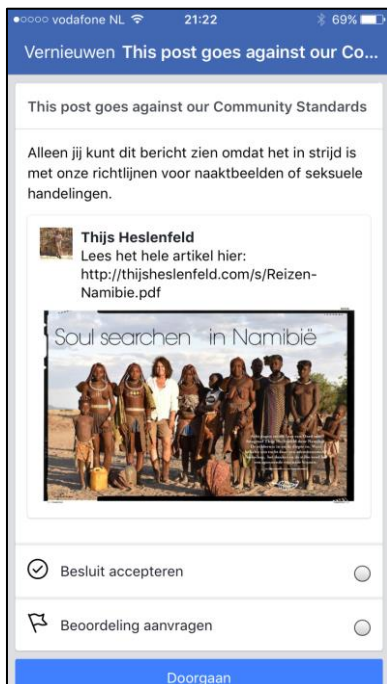 vodafone NL 21:22 69%
Vernieuwen This post goes against our Co...
This post goes against our Community Standards
Alleen jij kunt dit bericht zien omdat het in strijd is
met onze richtlijnen voor naaktbeelden of seksuele
handelingen.
Thijs Heslenfeld
Lees het hele artikel hier:
http://thijsheslenfeld.com/s/Reizen-
Namibie.pdf
Soul searchen in Namibië
Besluit accepteren
Beoordeling aanvragen
Doorgaan